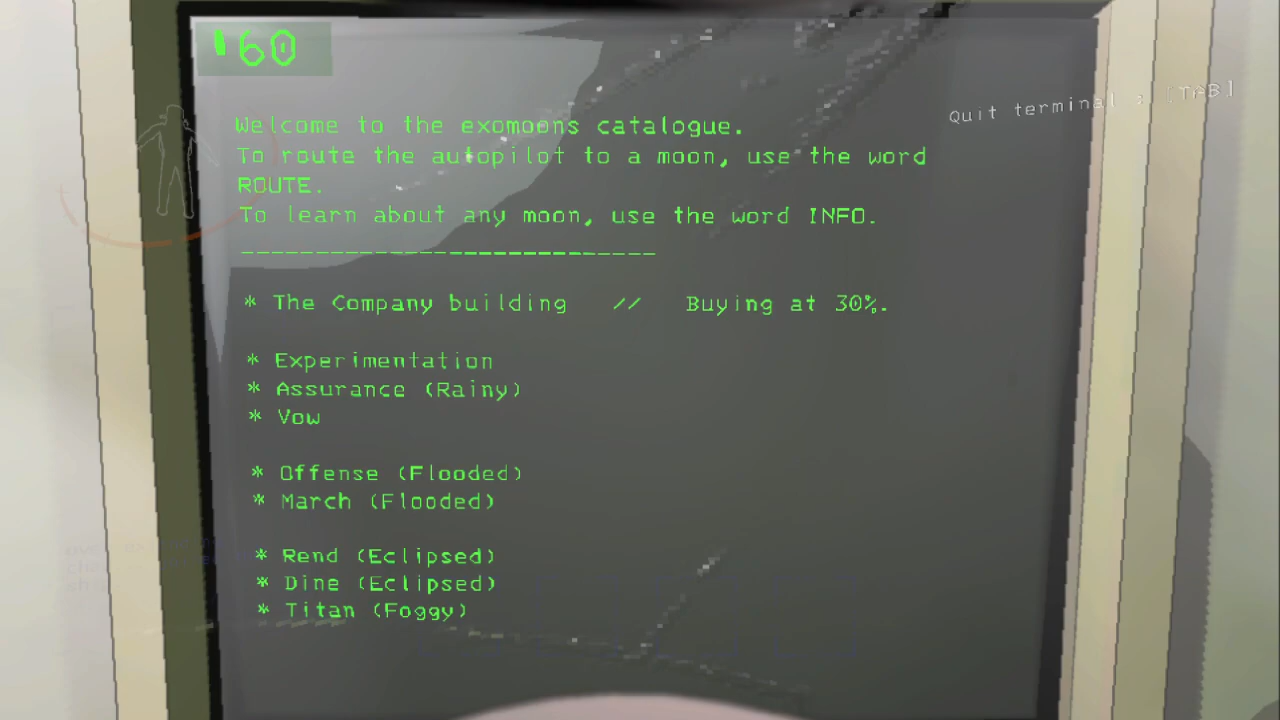 ▮60
Welcome to the exomoons catalogue.
Quit terminal : [TAB]
To route the autopilot to a moon, use the word
ROUTE.
To learn about any moon, use the word INFO.
----------------------------
* The Company building // Buying at 30%.
* Experimentation
* Assurance (Rainy)
* Vow
* Offense (Flooded)
* March (Flooded)
* Rend (Eclipsed)
* Dine (Eclipsed)
* Titan (Foggy)